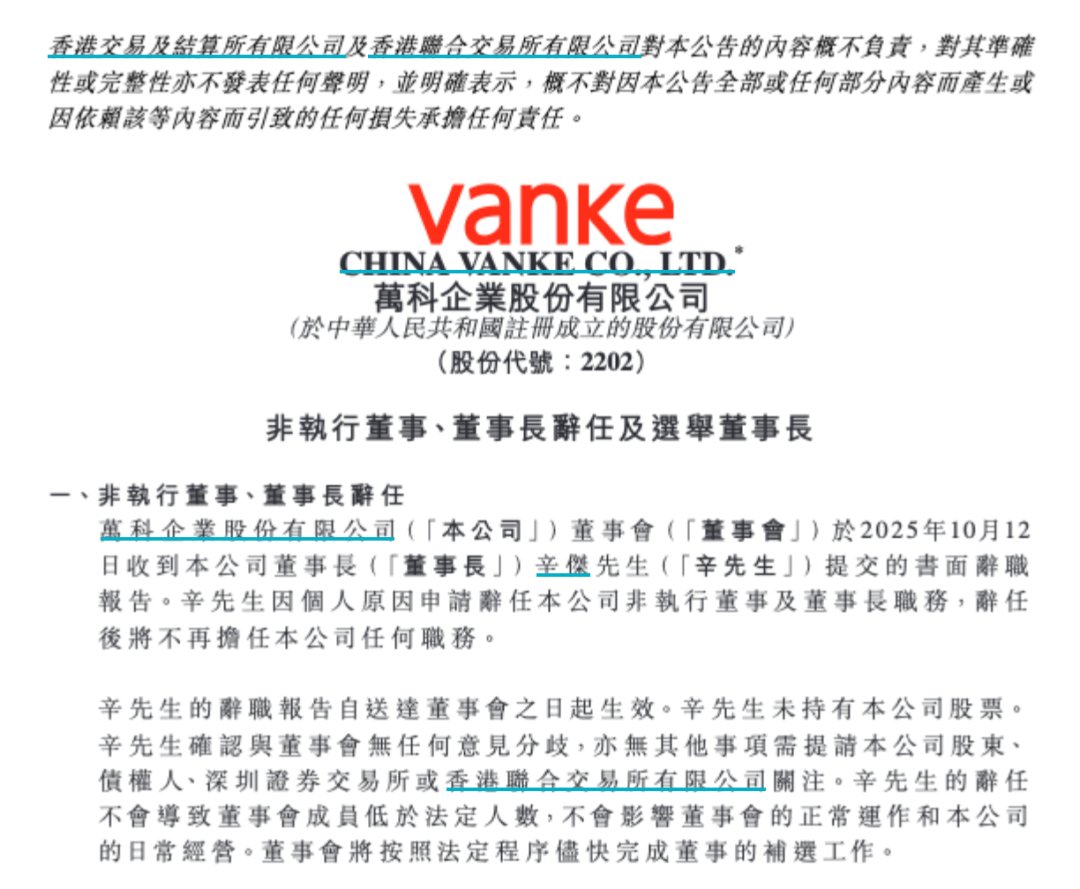 香港交易及結算所有限公司及香港聯合交易所有限公司對本公告的內容概不負責，對其準確
性或完整性亦不發表任何聲明，並明確表示，概不對因本公告全部或任何部分內容而產生或
因依賴該等內容而引致的任何損失承擔任何責任。
vanke
CHINA VANKE CO., LTD.*
萬科企業股份有限公司
（於中華人民共和國註冊成立的股份有限公司）
（股份代號：2202）
非執行董事、董事長辭任及選舉董事長
一、非執行董事、董事長辭任
萬科企業股份有限公司（「本公司」）董事會（「董事會」）於2025年10月12
日收到本公司董事長（「董事長」）辛傑先生（「辛先生」）提交的書面辭職
報告。辛先生因個人原因申請辭任本公司非執行董事及董事長職務，辭任
後將不再擔任本公司任何職務。
辛先生的辭職報告自送達董事會之日起生效。辛先生未持有本公司股票。
辛先生確認與董事會無任何意見分歧，亦無其他事項需提請本公司股東、
債權人、深圳證券交易所或香港聯合交易所有限公司關注。辛先生的辭任
不會導致董事會成員低於法定人數，不會影響董事會的正常運作和本公司
的日常經營。董事會將按照法定程序儘快完成董事的補選工作。